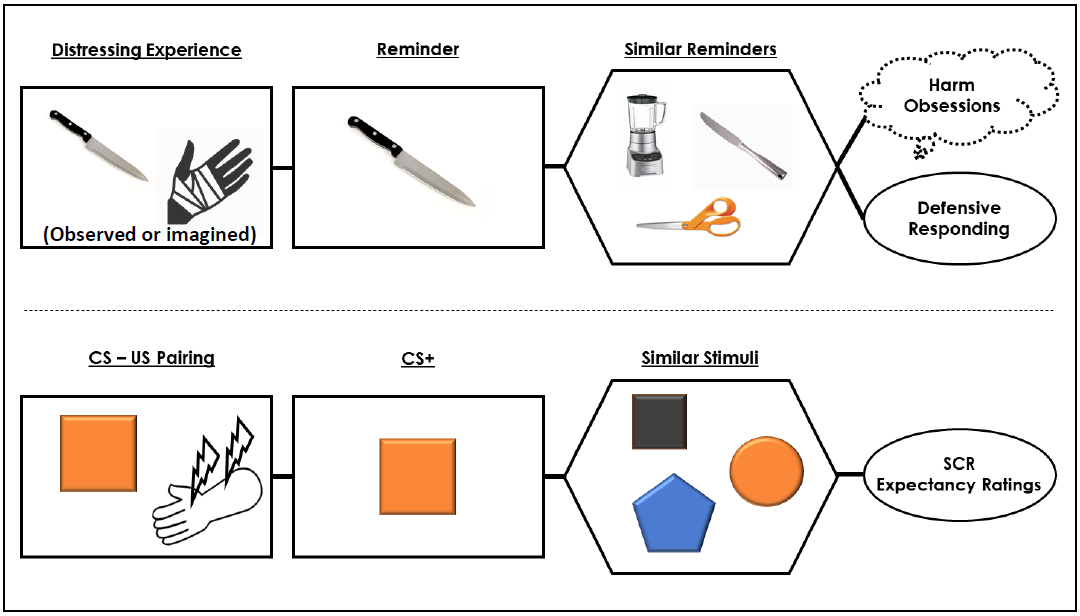 Distressing Experience
Reminder
Similar Reminders
(Observed or imagined)
Harm
Obsessions
Defensive
Responding
CS – US Pairing
CS+
Similar Stimuli
SCR
Expectancy Ratings